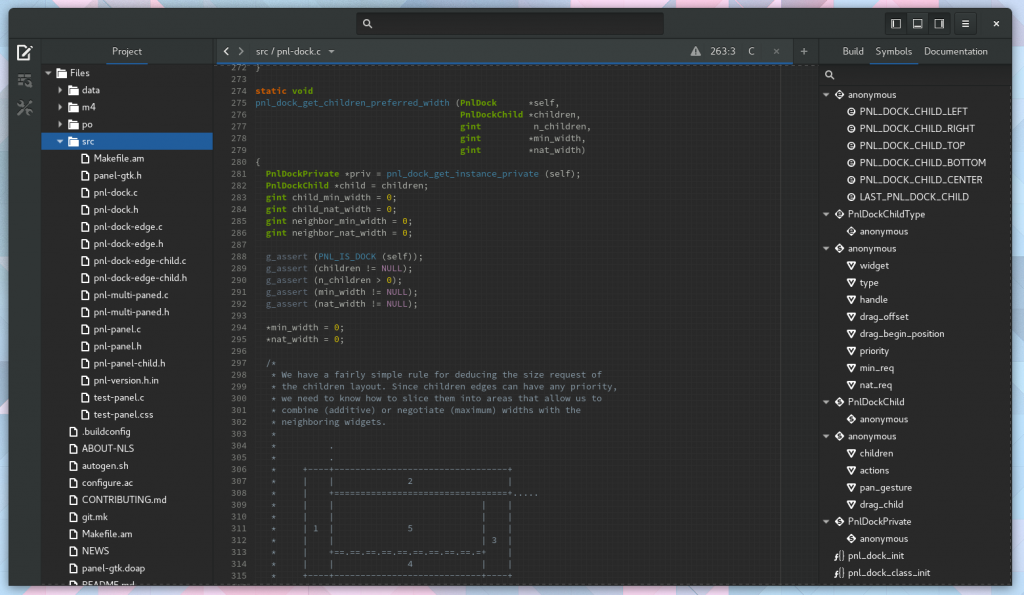 Project
src / pnl-dock.c
263:3
C
Build Symbols Documentation
Files
data
m4
po
src
Makefile.am
panel-gtk.h
pnl-dock.c
pnl-dock.h
pnl-dock-edge.c
pnl-dock-edge.h
pnl-dock-edge-child.c
pnl-dock-edge-child.h
pnl-multi-paned.c
pnl-multi-paned.h
pnl-panel.c
pnl-panel.h
pnl-panel-child.h
pnl-version.h.in
test-panel.c
test-panel.css
.buildconfig
ABOUT-NLS
autogen.sh
configure.ac
CONTRIBUTING.md
git.mk
Makefile.am
NEWS
panel-gtk.doap
README.md
272 }
273
274 static void
275 pnl_dock_get_children_preferred_width (PnlDock *self,
276 PnlDockChild *children,
277 gint n_children,
278 gint *min_width,
279 gint *nat_width)
280 {
281 PnlDockPrivate *priv = pnl_dock_get_instance_private (self);
282 PnlDockChild *child = children;
283 gint child_min_width = 0;
284 gint child_nat_width = 0;
285 gint neighbor_min_width = 0;
286 gint neighbor_nat_width = 0;
287
288 g_assert (PNL_IS_DOCK (self));
289 g_assert (children != NULL);
290 g_assert (n_children > 0);
291 g_assert (min_width != NULL);
292 g_assert (nat_width != NULL);
293
294 *min_width = 0;
295 *nat_width = 0;
296
297 /*
298 * We have a fairly simple rule for deducing the size request of
299 * the children layout. Since children edges can have any priority,
300 * we need to know how to slice them into areas that allow us to
301 * combine (additive) or negotiate (maximum) widths with the
302 * neighboring widgets.
303 *
304 * .
305 * .
306 * +----+---------------------------------+
307 * | | 2 |
308 * | +=================================+.....
309 * | | | |
310 * | | | |
311 * | 1 | 5 | |
312 * | | | 3 |
313 * | +==.==.==.==.==.==.==.==.==.=+ |
314 * | | 4 | |
315 * +----+----------------------------+----+
anonymous
PNL_DOCK_CHILD_LEFT
PNL_DOCK_CHILD_RIGHT
PNL_DOCK_CHILD_TOP
PNL_DOCK_CHILD_BOTTOM
PNL_DOCK_CHILD_CENTER
LAST_PNL_DOCK_CHILD
PnlDockChildType
anonymous
anonymous
widget
type
handle
drag_offset
drag_begin_position
priority
min_req
nat_req
PnlDockChild
anonymous
anonymous
children
actions
pan_gesture
drag_child
PnlDockPrivate
anonymous
pnl_dock_init
pnl_dock_class_init